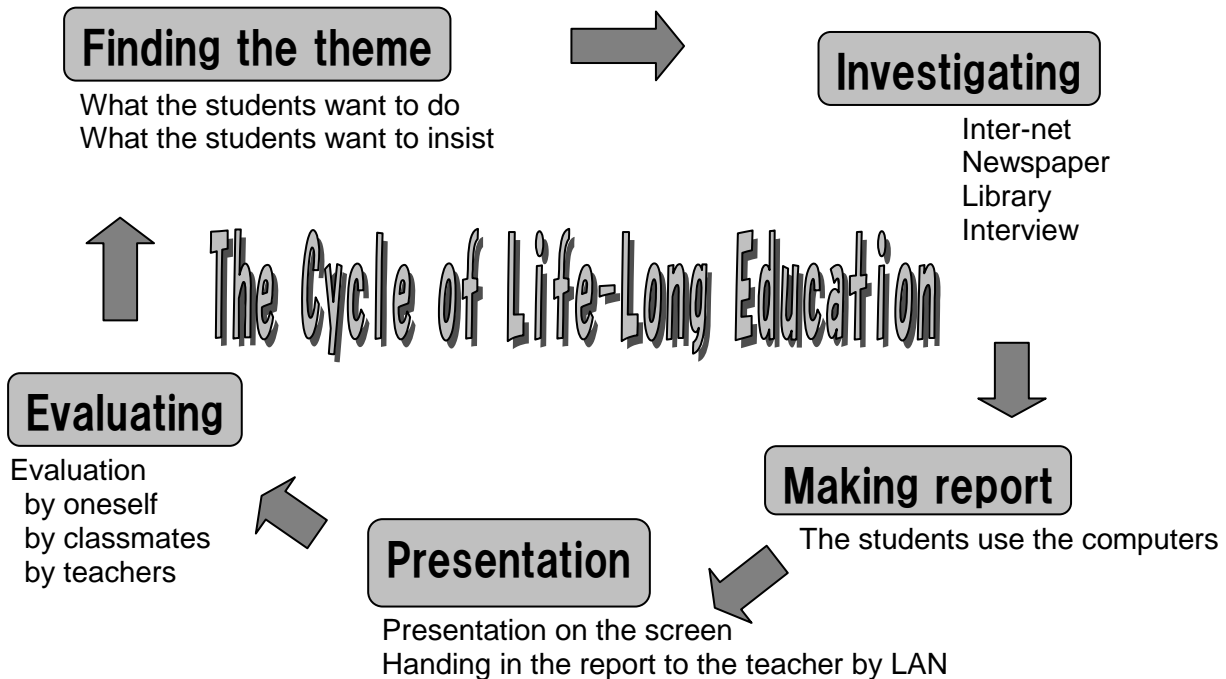 Finding the theme
What the students want to do
What the students want to insist
Investigating
Inter-net
Newspaper
Library
Interview
The Cycle of Life-Long Education
Making report
The students use the computers
Presentation
Presentation on the screen
Handing in the report to the teacher by LAN
Evaluating
Evaluation
by oneself
by classmates
by teachers